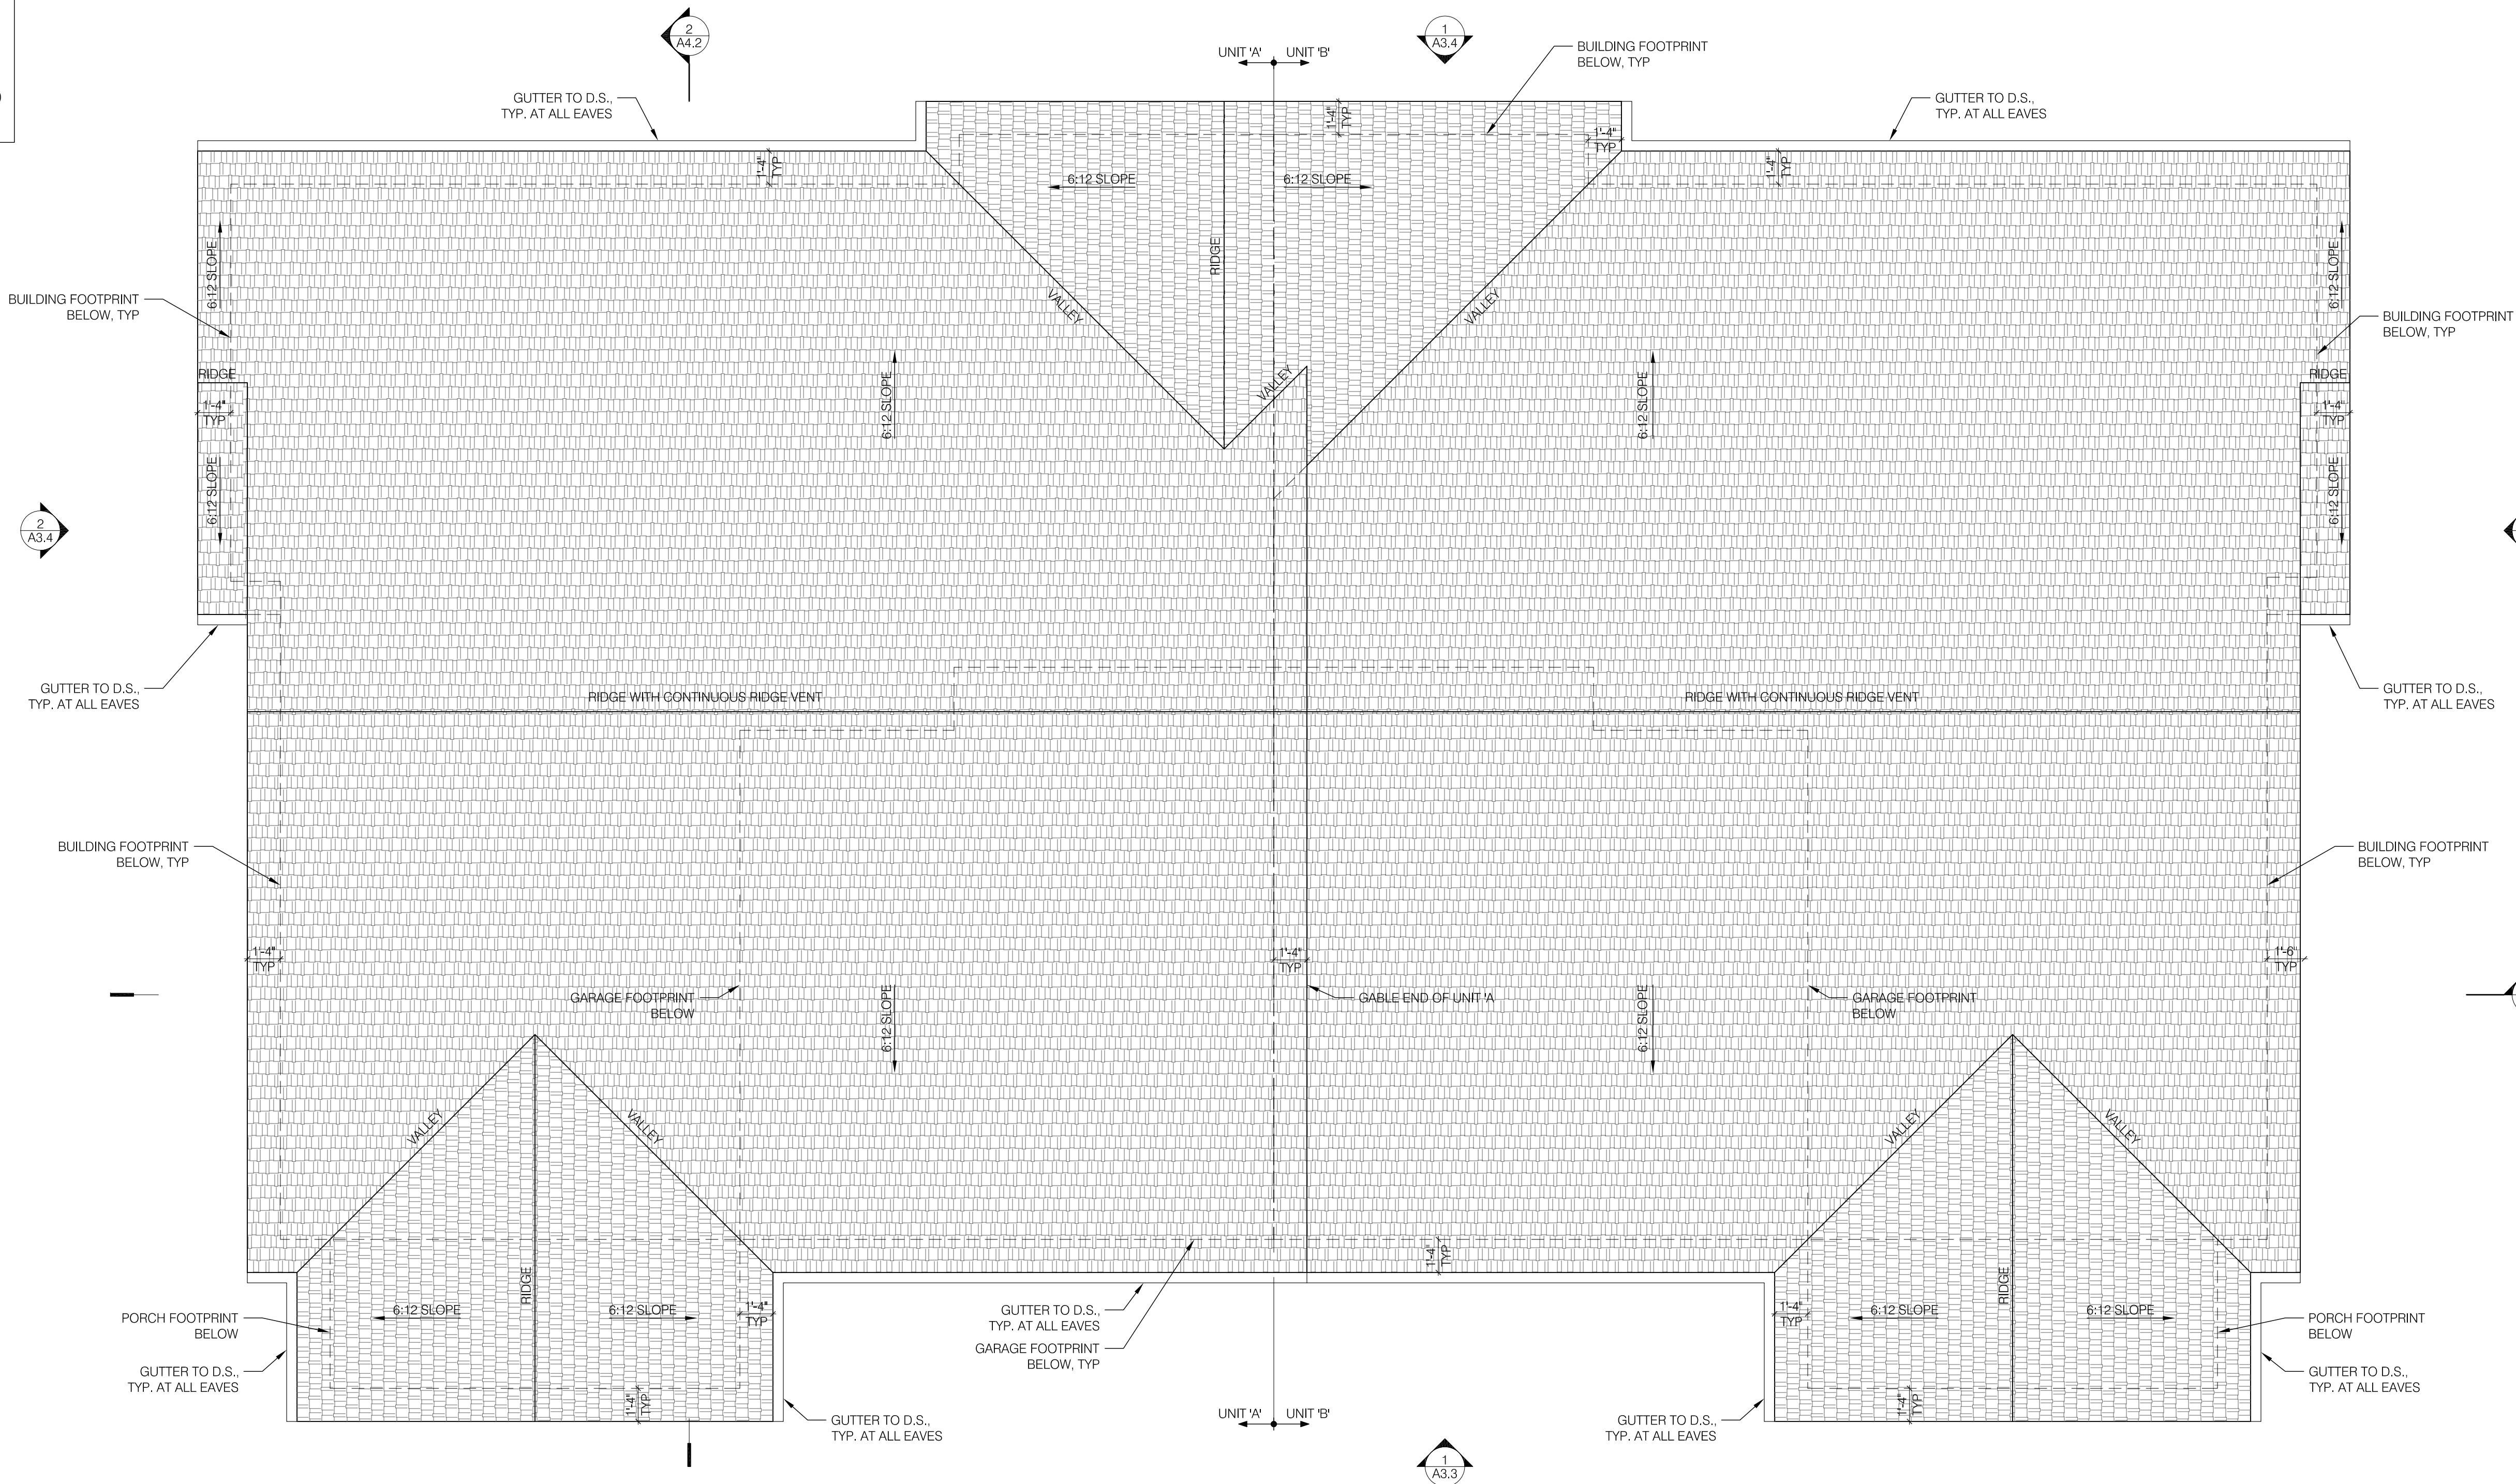 2
A4.2
UNIT 'A'
UNIT 'B'
1
A3.4
BUILDING FOOTPRINT
BELOW, TYP
GUTTER TO D.S.,
TYP. AT ALL EAVES
GUTTER TO D.S.,
TYP. AT ALL EAVES
1'-4"
TYP
1'-4"
TYP
1'-4"
TYP
1'-4"
TYP
6:12 SLOPE
6:12 SLOPE
RIDGE
VALLEY
VALLEY
VALLEY
6:12 SLOPE
6:12 SLOPE
BUILDING FOOTPRINT
BELOW, TYP
BUILDING FOOTPRINT
BELOW, TYP
RIDGE
RIDGE
1'-4"
TYP
6:12 SLOPE
6:12 SLOPE
1'-4"
TYP
6:12 SLOPE
6:12 SLOPE
2
A3.4
GUTTER TO D.S.,
TYP. AT ALL EAVES
RIDGE WITH CONTINUOUS RIDGE VENT
RIDGE WITH CONTINUOUS RIDGE VENT
GUTTER TO D.S.,
TYP. AT ALL EAVES
BUILDING FOOTPRINT
BELOW, TYP
BUILDING FOOTPRINT
BELOW, TYP
1'-4"
TYP
1'-4"
TYP
1'-6"
TYP
GARAGE FOOTPRINT
BELOW
6:12 SLOPE
GABLE END OF UNIT 'A
6:12 SLOPE
GARAGE FOOTPRINT
BELOW
VALLEY
VALLEY
VALLEY
VALLEY
1'-4"
TYP
RIDGE
RIDGE
PORCH FOOTPRINT
BELOW
6:12 SLOPE
6:12 SLOPE
1'-4"
TYP
GUTTER TO D.S.,
TYP. AT ALL EAVES
1'-4"
TYP
6:12 SLOPE
6:12 SLOPE
PORCH FOOTPRINT
BELOW
GARAGE FOOTPRINT
BELOW, TYP
GUTTER TO D.S.,
TYP. AT ALL EAVES
GUTTER TO D.S.,
TYP. AT ALL EAVES
1'-4"
TYP
1'-4"
TYP
GUTTER TO D.S.,
TYP. AT ALL EAVES
UNIT 'A'
UNIT 'B'
GUTTER TO D.S.,
TYP. AT ALL EAVES
1
A3.3